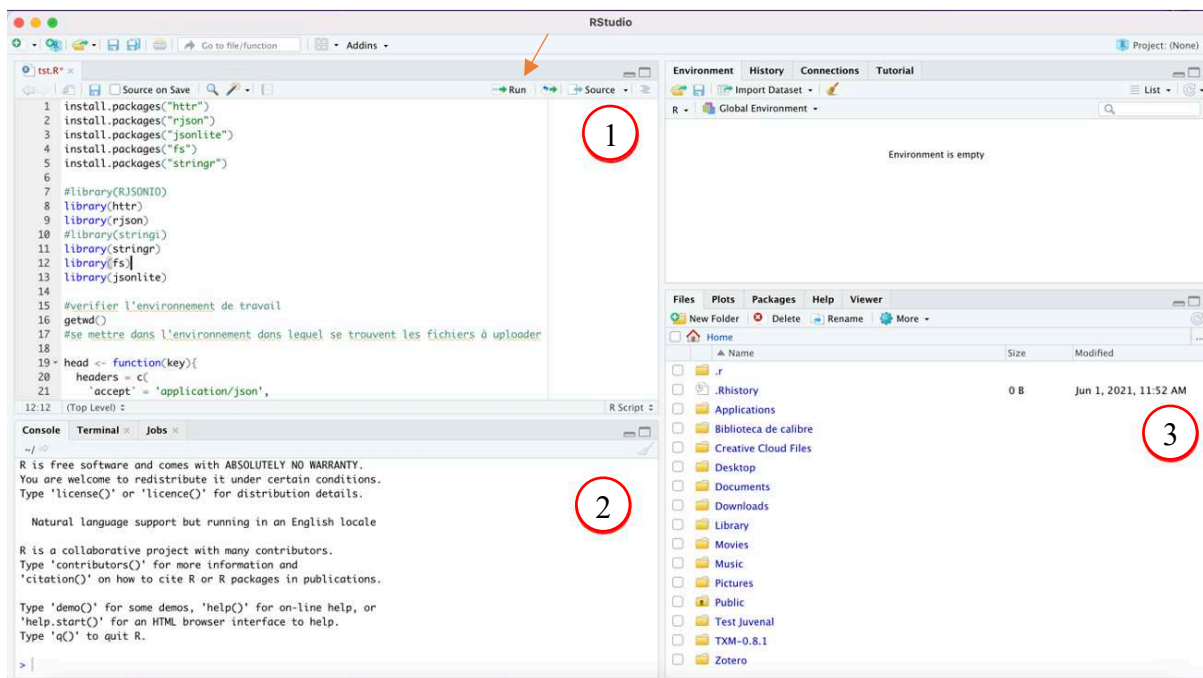 RStudio
Go to file/function
Addins
Project: (None)
tst.R*
Source on Save
Run
Source
1 install.packages("httr")
2 install.packages("rjson")
3 install.packages("jsonlite")
4 install.packages("fs")
5 install.packages("stringr")
6
7 #library(RJSONIO)
8 library(httr)
9 library(rjson)
10 #library(stringi)
11 library(stringr)
12 library(fs)
13 library(jsonlite)
14
15 #verifier l'environnement de travail
16 getwd()
17 #se mettre dans l'environnement dans lequel se trouvent les fichiers à uploader
18
19 head <- function(key){
20 headers = c(
21 `accept` = 'application/json',
12:12 (Top Level) R Script
1
Console Terminal Jobs
~/
R is free software and comes with ABSOLUTELY NO WARRANTY.
You are welcome to redistribute it under certain conditions.
Type 'license()' or 'licence()' for distribution details.
Natural language support but running in an English locale
R is a collaborative project with many contributors.
Type 'contributors()' for more information and
'citation()' on how to cite R or R packages in publications.
Type 'demo()' for some demos, 'help()' for on-line help, or
'help.start()' for an HTML browser interface to help.
Type 'q()' to quit R.
>
2
Environment History Connections Tutorial
Import Dataset List
R Global Environment
Environment is empty
Files Plots Packages Help Viewer
New Folder Delete Rename More
Home
Name Size Modified
.r
.Rhistory 0 B Jun 1, 2021, 11:52 AM
Applications
Biblioteca de calibre
Creative Cloud Files
Desktop
Documents
Downloads
Library
Movies
Music
Pictures
Public
Test Juvenal
TXM-0.8.1
Zotero
3